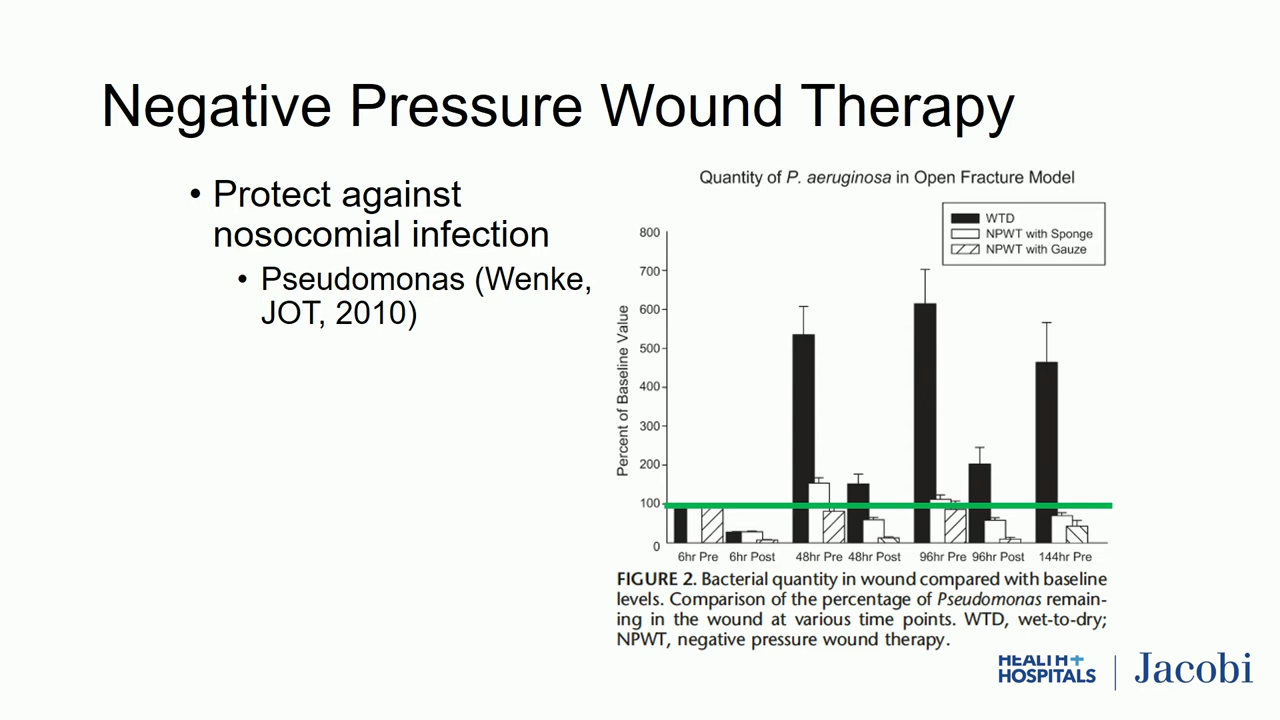 Negative Pressure Wound Therapy
• Protect against
nosocomial infection
• Pseudomonas (Wenke,
JOT, 2010)
Quantity of P. aeruginosa in Open Fracture Model
WTD
NPWT with Sponge
NPWT with Gauze
Percent of Baseline Value
800
700
600
500
400
300
200
100
0
6hr Pre 6hr Post 48hr Pre 48hr Post 96hr Pre 96hr Post 144hr Pre
FIGURE 2. Bacterial quantity in wound compared with baseline
levels. Comparison of the percentage of Pseudomonas remain-
ing in the wound at various time points. WTD, wet-to-dry;
NPWT, negative pressure wound therapy.
HEALTH+
HOSPITALS
Jacobi